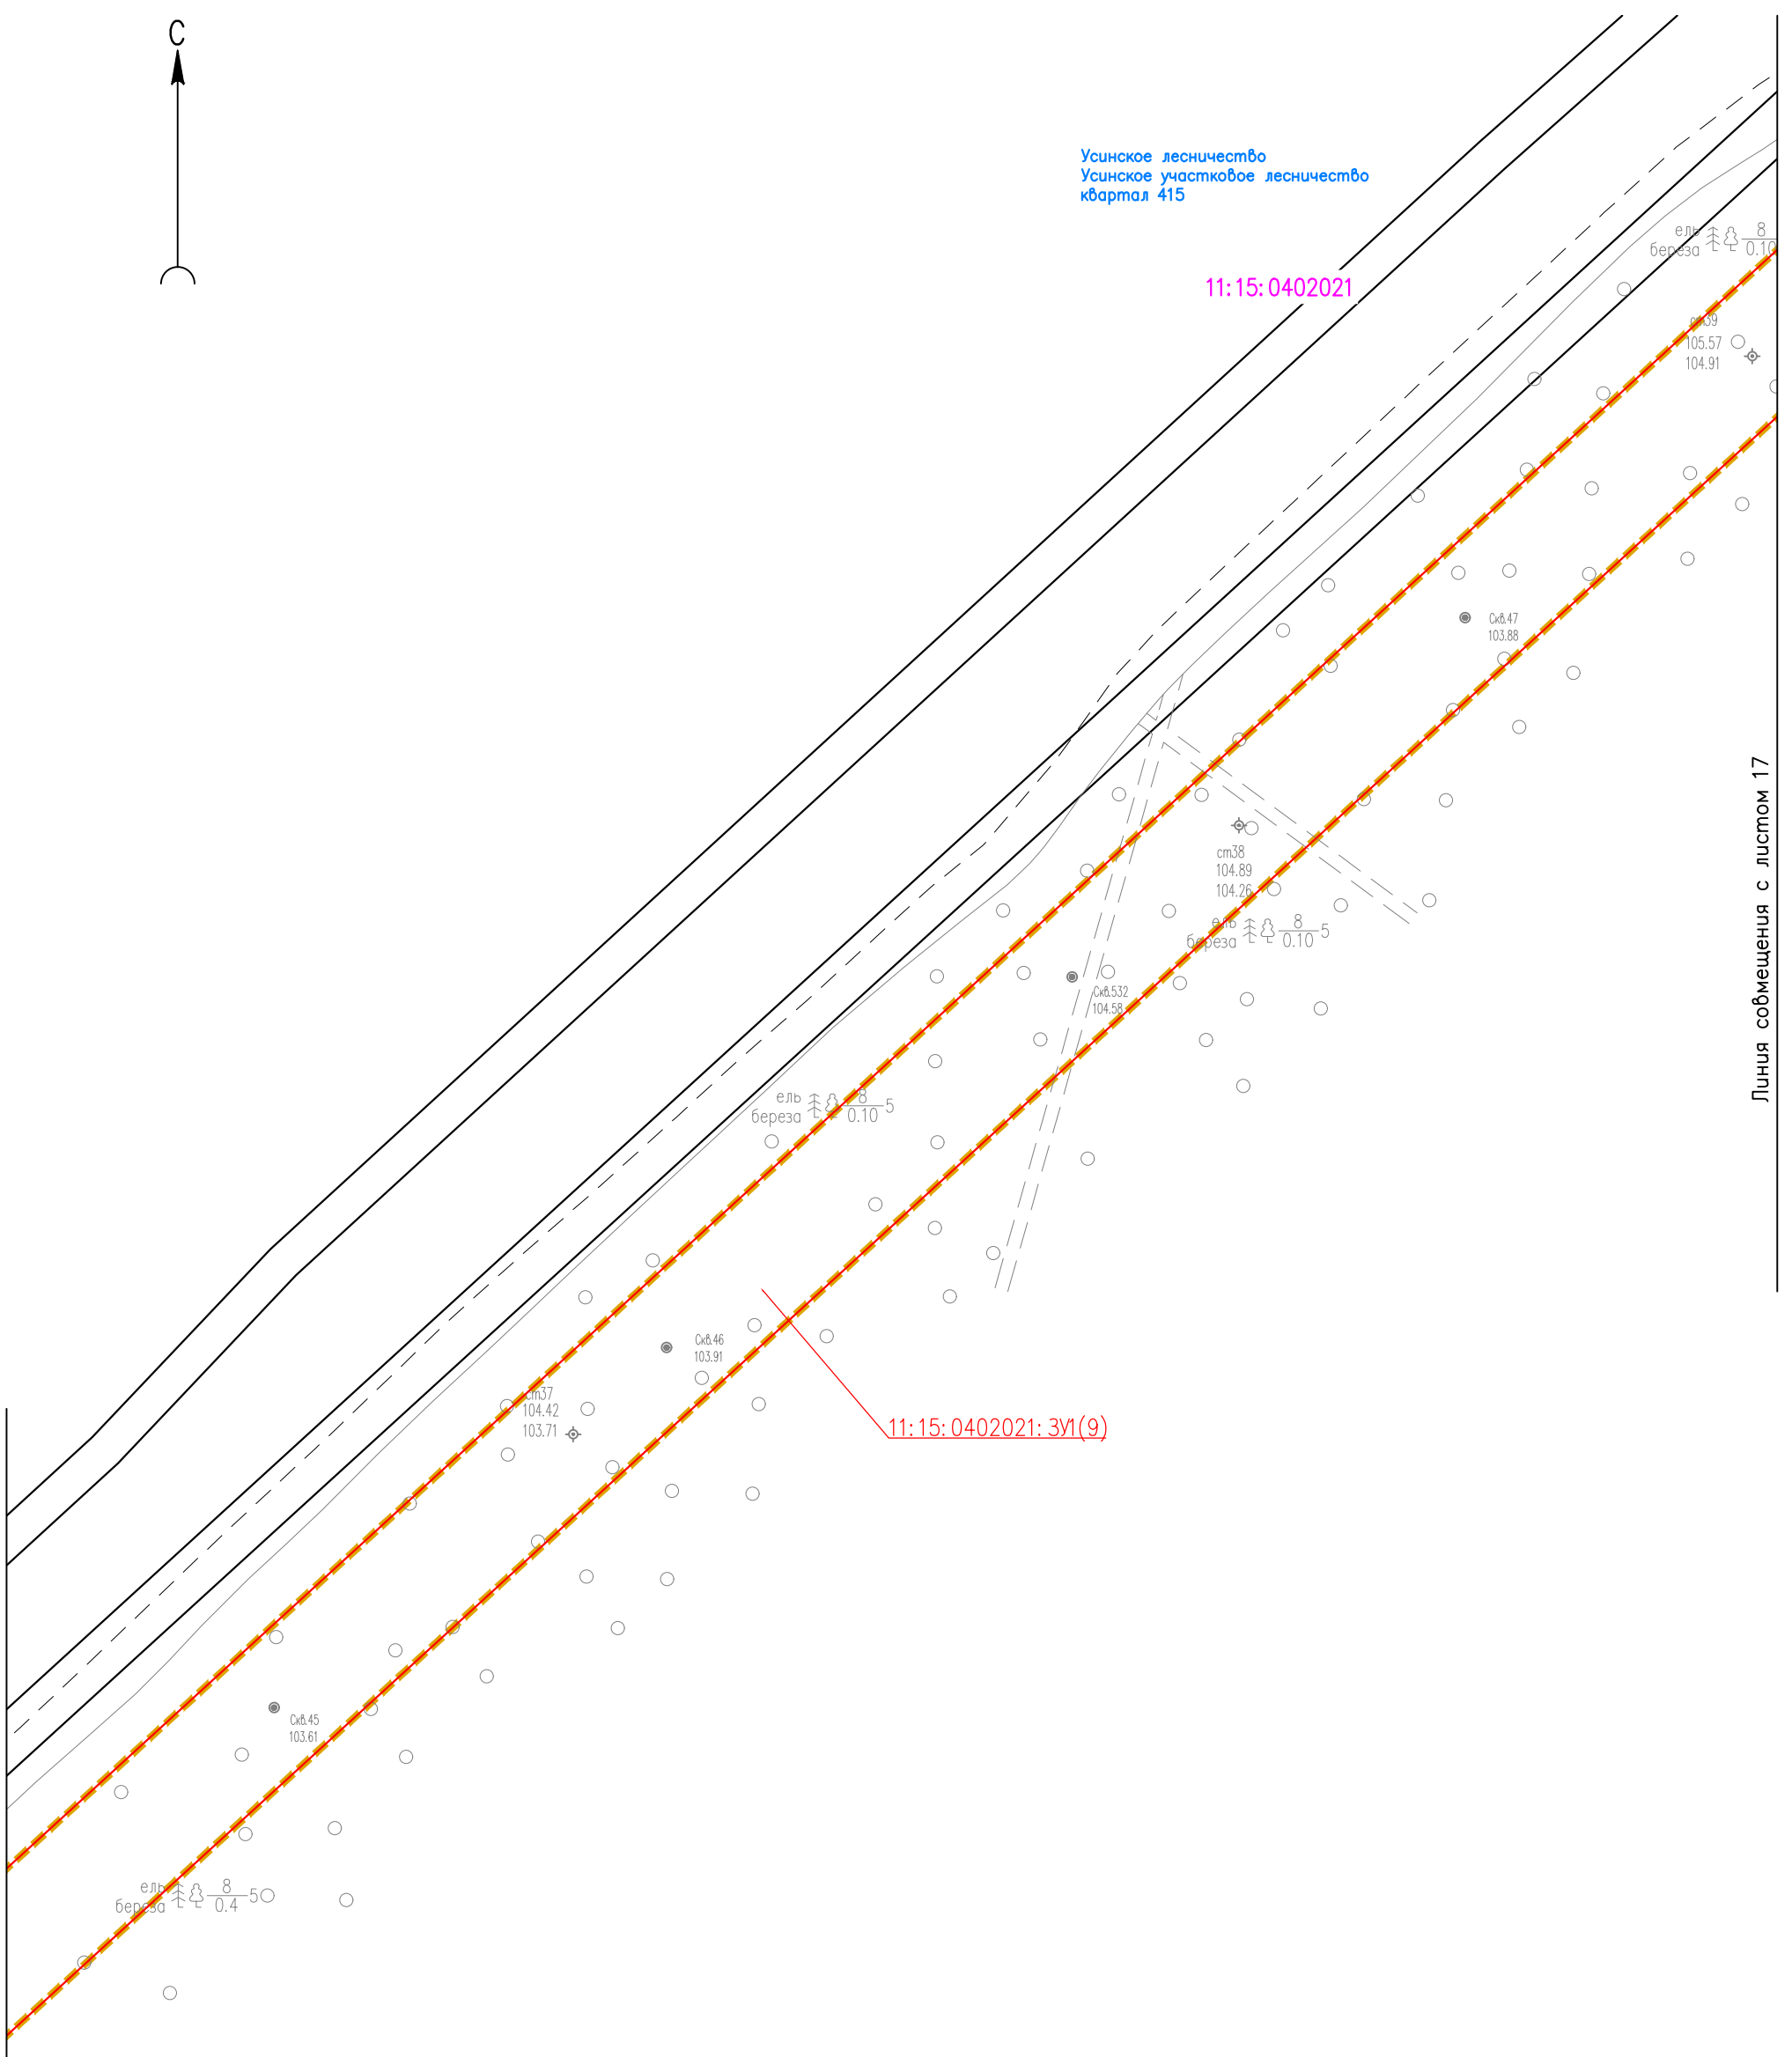 С
Усинское лесничество
Усинское участковое лесничество
квартал 415
ель 8
береза 0.10
11:15:0402021
ст39
105.57
104.91
Скв.47
103.88
Линия совмещения с листом 17
ст38
104.89
104.26
ель 8
береза 0.10 5
Скв.532
104.58
ель 8
береза 0.10 5
Скв.46
103.91
ст37
104.42
103.71
11:15:0402021:ЗУ1(9)
Скв.45
103.61
ель 8
береза 0.4 5